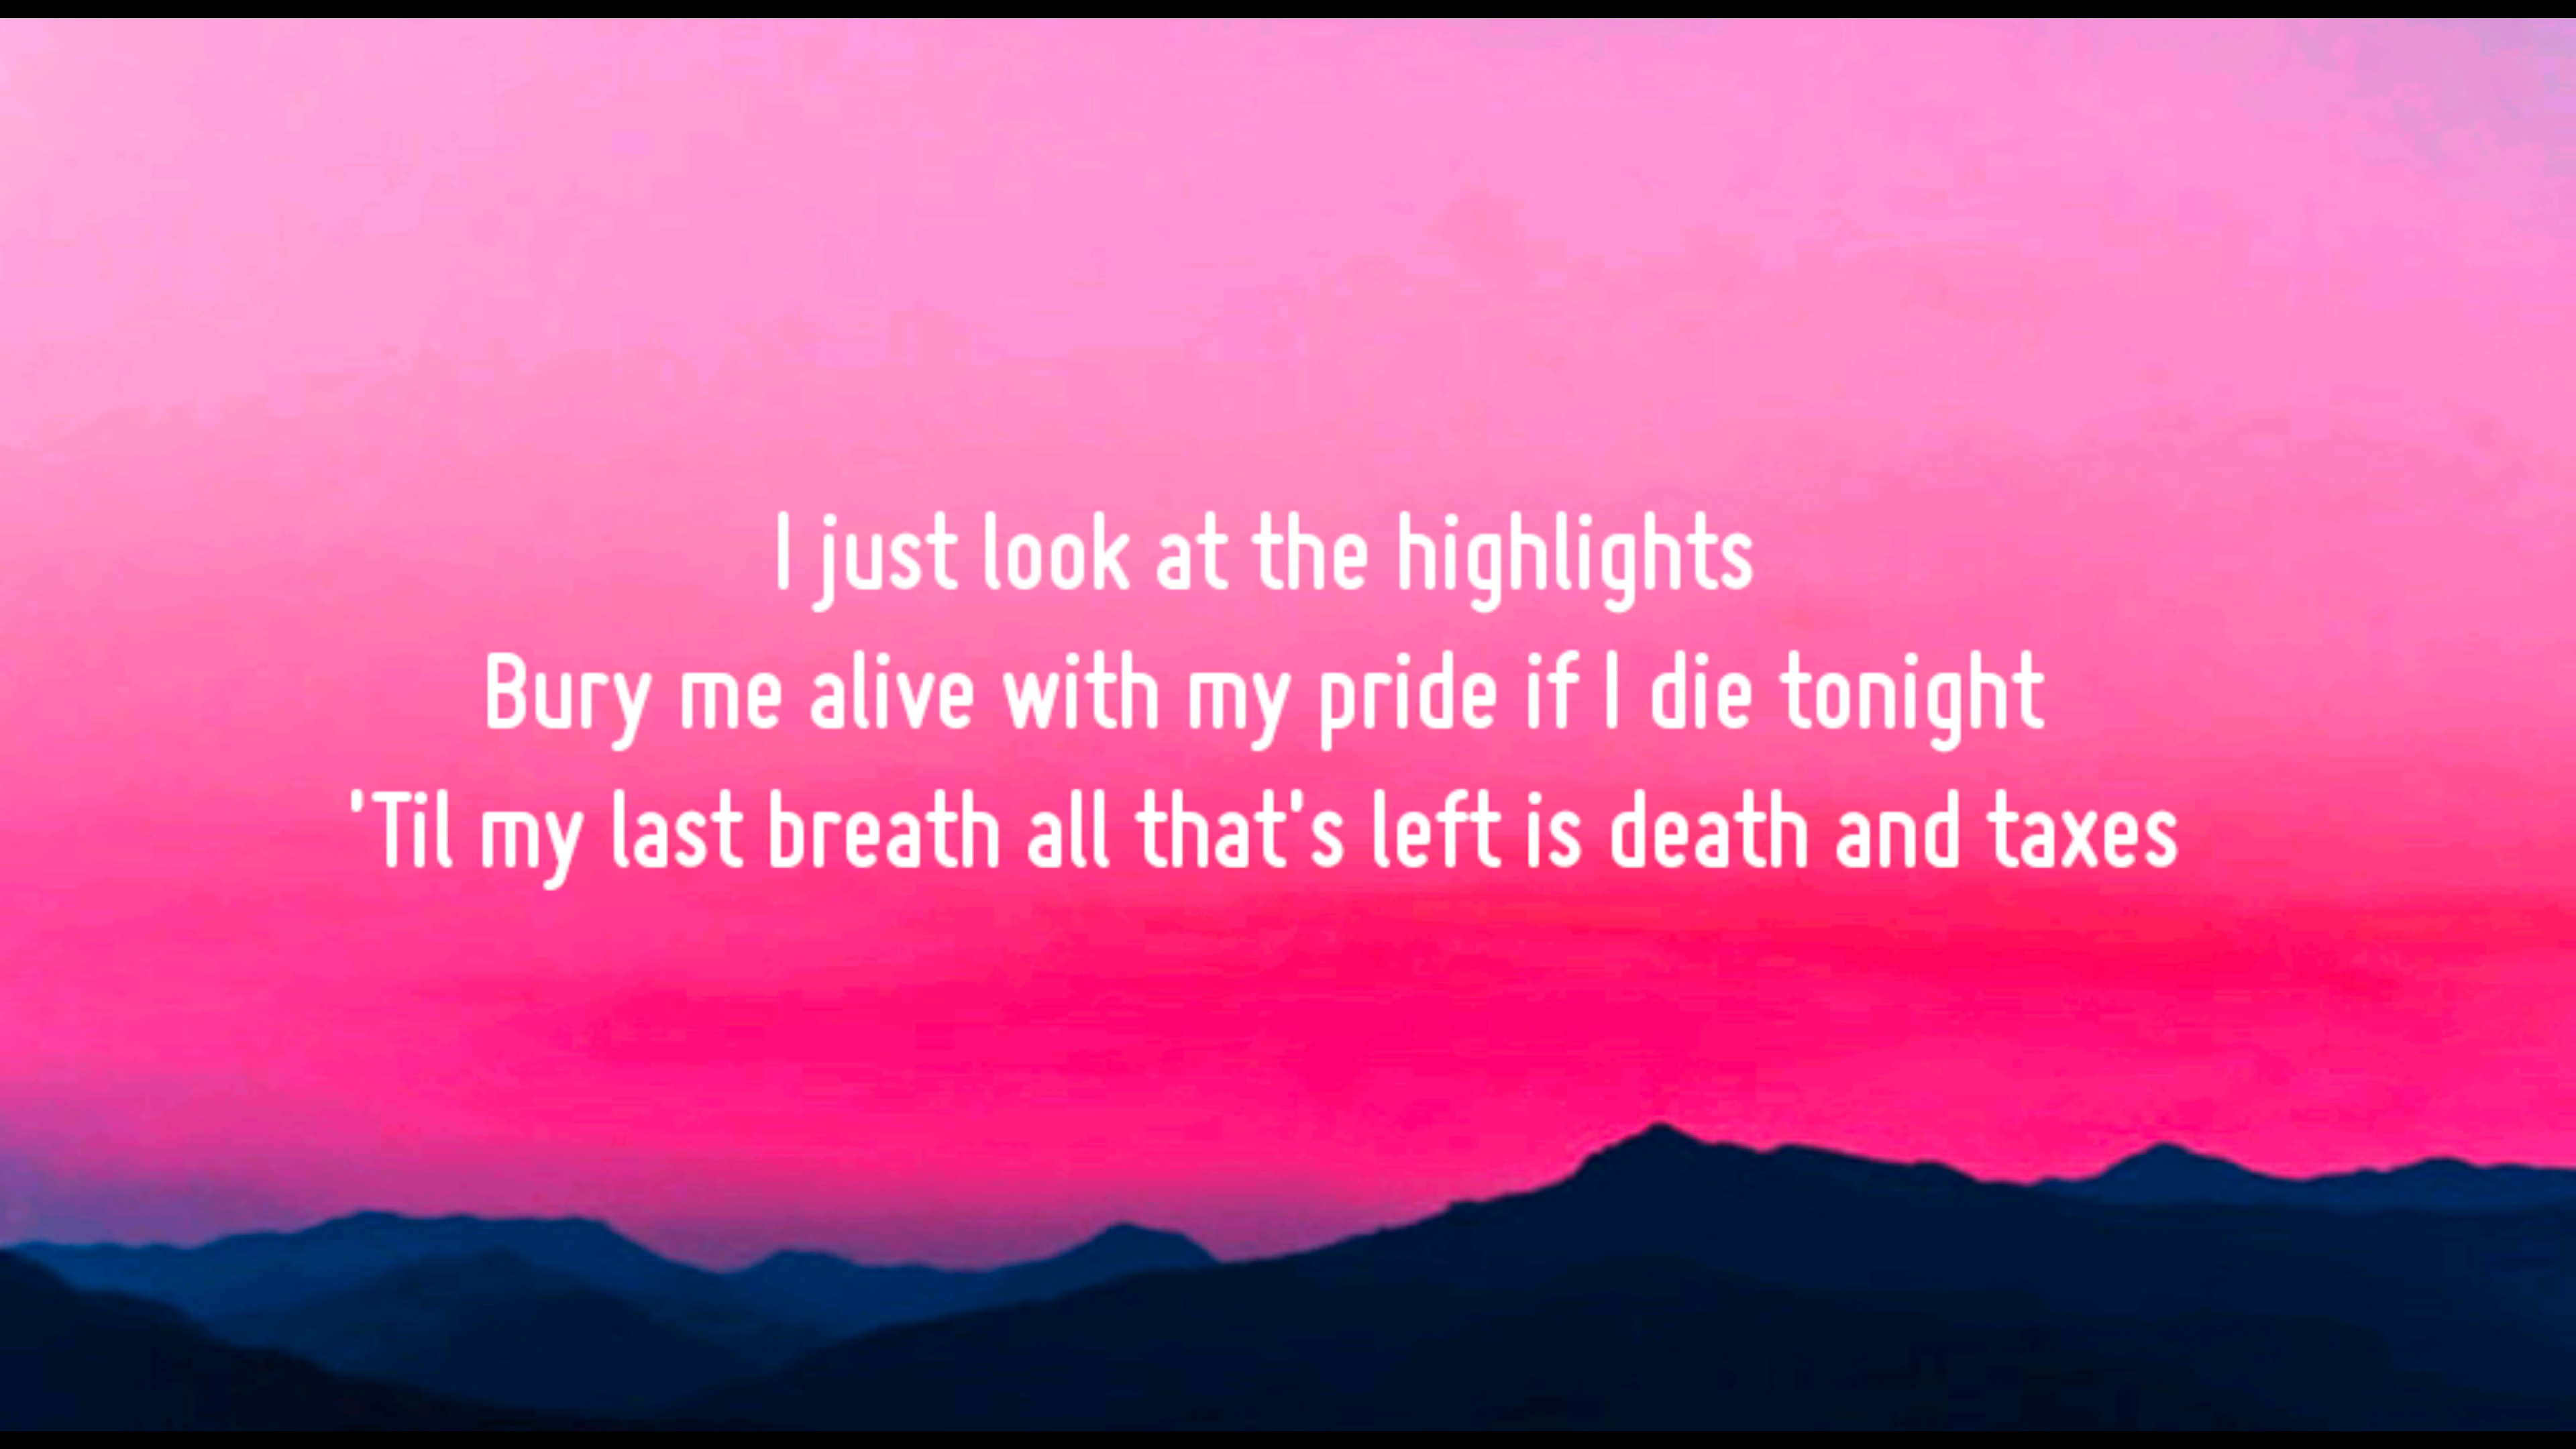 I just look at the highlights
Bury me alive with my pride if I die tonight
'Til my last breath all that's left is death and taxes